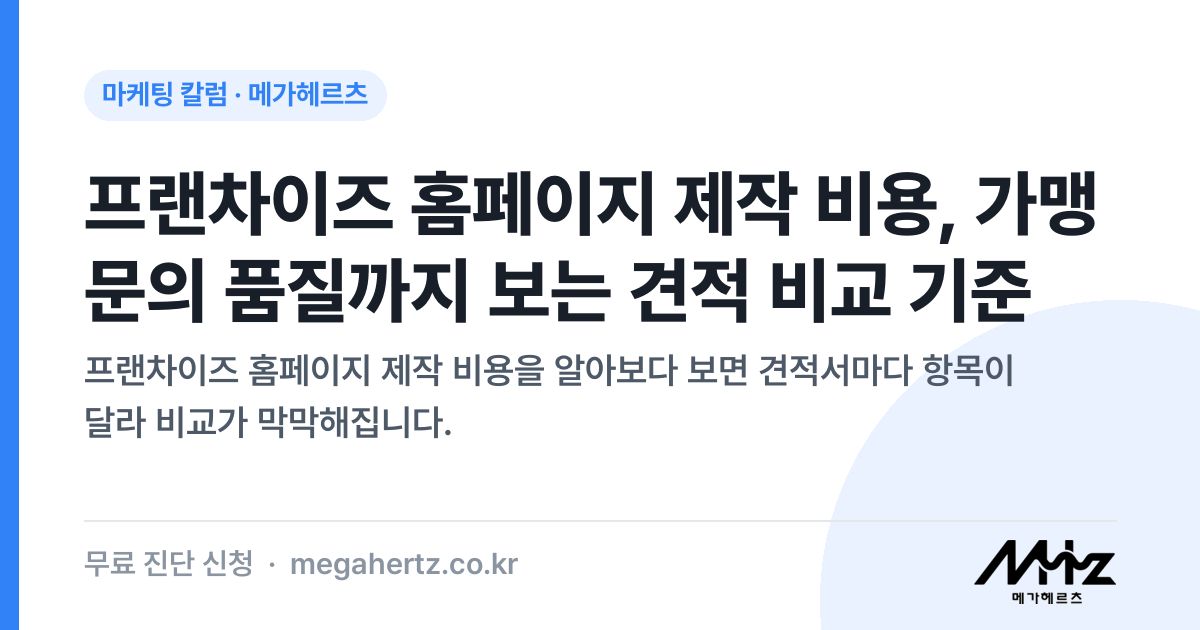 마케팅 칼럼 · 메가헤르츠
프랜차이즈 홈페이지 제작 비용, 가맹
문의 품질까지 보는 견적 비교 기준
프랜차이즈 홈페이지 제작 비용을 알아보다 보면 견적서마다 항목이
달라 비교가 막막해집니다.
무료 진단 신청 · megahertz.co.kr
MHz
메가헤르츠